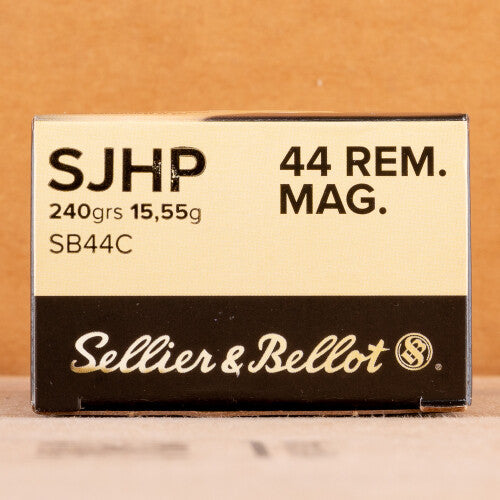 SJHP
240grs 15,55g
SB44C
44 REM.
MAG.
Sellier & Bellot